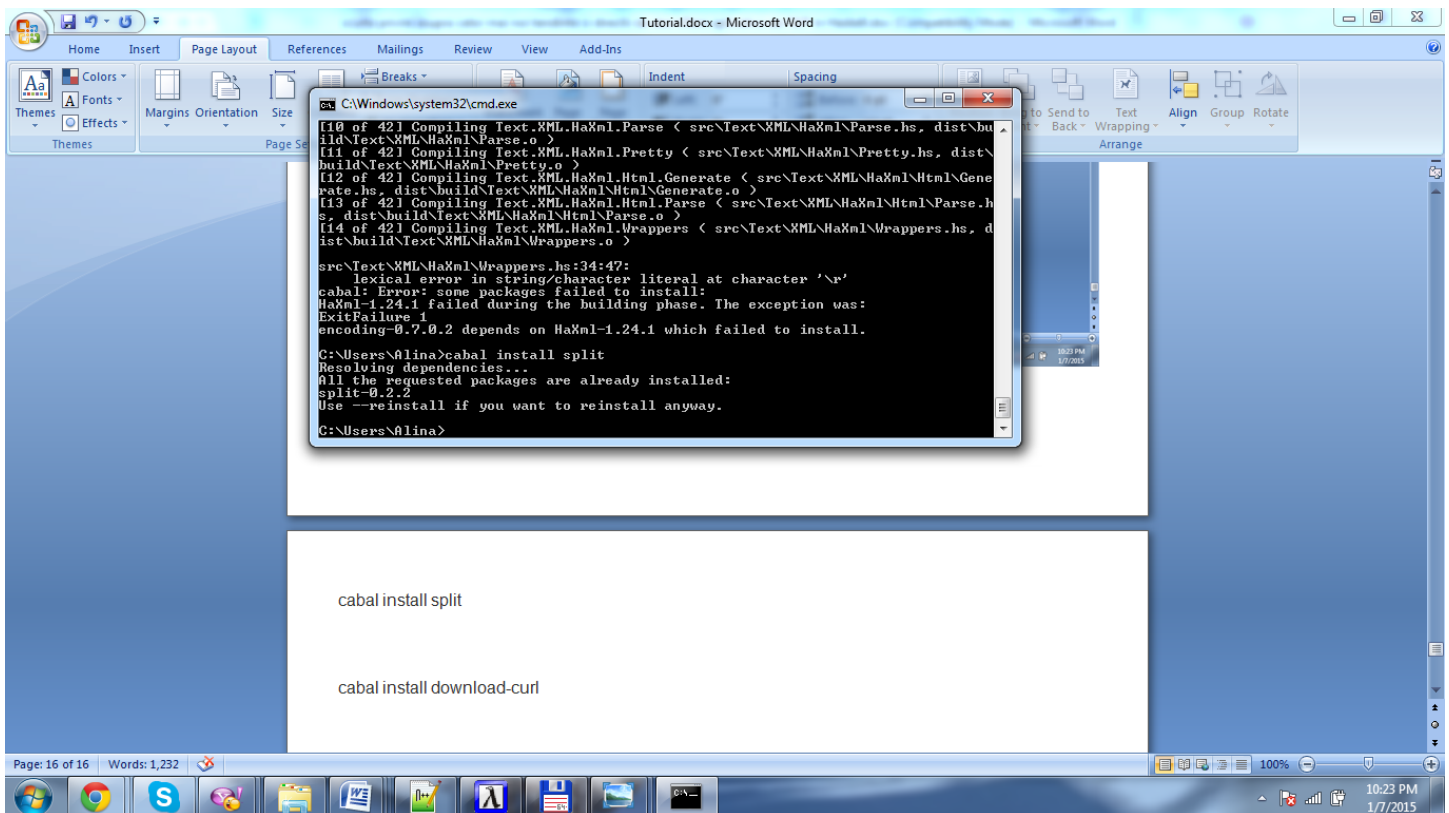 Tutorial.docx - Microsoft Word
Home Insert Page Layout References Mailings Review View Add-Ins
Colors Breaks Indent Spacing
Aa Fonts
Themes Effects Margins Orientation Size to Send to Back Text Wrapping Align Group Rotate
Themes Page Se Arrange
C:\Windows\system32\cmd.exe
[10 of 42] Compiling Text.XML.HaXml.Parse ( src\Text\XML\HaXml\Parse.hs, dist\bu
ild\Text\XML\HaXml\Parse.o )
[11 of 42] Compiling Text.XML.HaXml.Pretty ( src\Text\XML\HaXml\Pretty.hs, dist\
build\Text\XML\HaXml\Pretty.o )
[12 of 42] Compiling Text.XML.HaXml.Html.Generate ( src\Text\XML\HaXml\Html\Gene
rate.hs, dist\build\Text\XML\HaXml\Html\Generate.o )
[13 of 42] Compiling Text.XML.HaXml.Html.Parse ( src\Text\XML\HaXml\Html\Parse.h
s, dist\build\Text\XML\HaXml\Html\Parse.o )
[14 of 42] Compiling Text.XML.HaXml.Wrappers ( src\Text\XML\HaXml\Wrappers.hs, d
ist\build\Text\XML\HaXml\Wrappers.o )
src\Text\XML\HaXml\Wrappers.hs:34:47:
lexical error in string/character literal at character '\r'
cabal: Error: some packages failed to install:
HaXml-1.24.1 failed during the building phase. The exception was:
ExitFailure 1
encoding-0.7.0.2 depends on HaXml-1.24.1 which failed to install.
C:\Users\Alina>cabal install split
Resolving dependencies...
All the requested packages are already installed:
split-0.2.2
Use --reinstall if you want to reinstall anyway.
C:\Users\Alina>
10:23 PM
1/7/2015
cabal install split
cabal install download-curl
Page: 16 of 16 Words: 1,232 100%
10:23 PM
1/7/2015